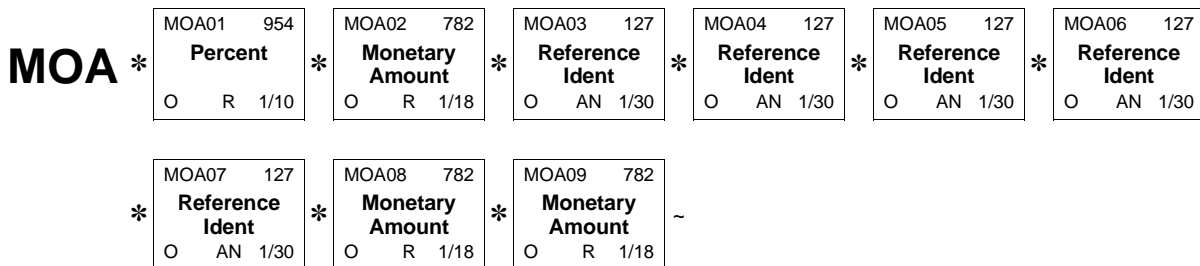 MOA01 954 MOA02 782 MOA03 127 MOA04 127 MOA05 127 MOA06 127
MOA * Percent * Monetary Amount * Reference Ident * Reference Ident * Reference Ident * Reference Ident
O R 1/10 O R 1/18 O AN 1/30 O AN 1/30 O AN 1/30 O AN 1/30
MOA07 127 MOA08 782 MOA09 782
* Reference Ident * Monetary Amount * Monetary Amount ~
O AN 1/30 O R 1/18 O R 1/18